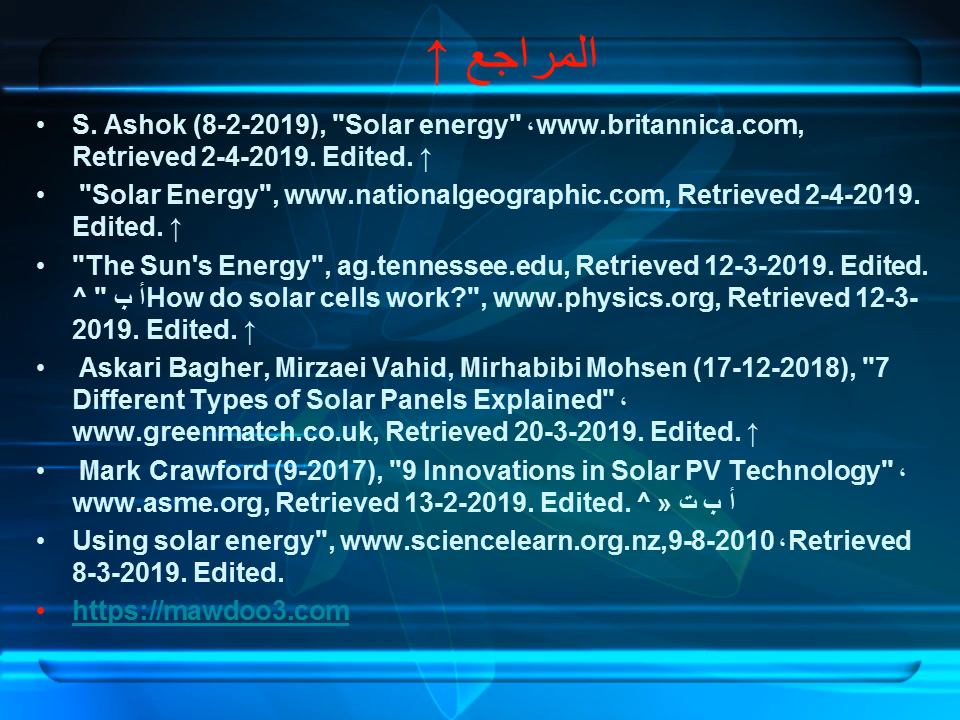 المراجع ↑
• S. Ashok (8-2-2019), "Solar energy" ، www.britannica.com,
Retrieved 2-4-2019. Edited. ↑
• "Solar Energy", www.nationalgeographic.com, Retrieved 2-4-2019.
Edited. ↑
• "The Sun's Energy", ag.tennessee.edu, Retrieved 12-3-2019. Edited.
^ " أ ب How do solar cells work?", www.physics.org, Retrieved 12-3-
2019. Edited. ↑
• Askari Bagher, Mirzaei Vahid, Mirhabibi Mohsen (17-12-2018), "7
Different Types of Solar Panels Explained" ،
www.greenmatch.co.uk, Retrieved 20-3-2019. Edited. ↑
• Mark Crawford (9-2017), "9 Innovations in Solar PV Technology" ،
www.asme.org, Retrieved 13-2-2019. Edited. ^ » أ ب ت
• Using solar energy", www.sciencelearn.org.nz,9-8-2010 ، Retrieved
8-3-2019. Edited.
• https://mawdoo3.com